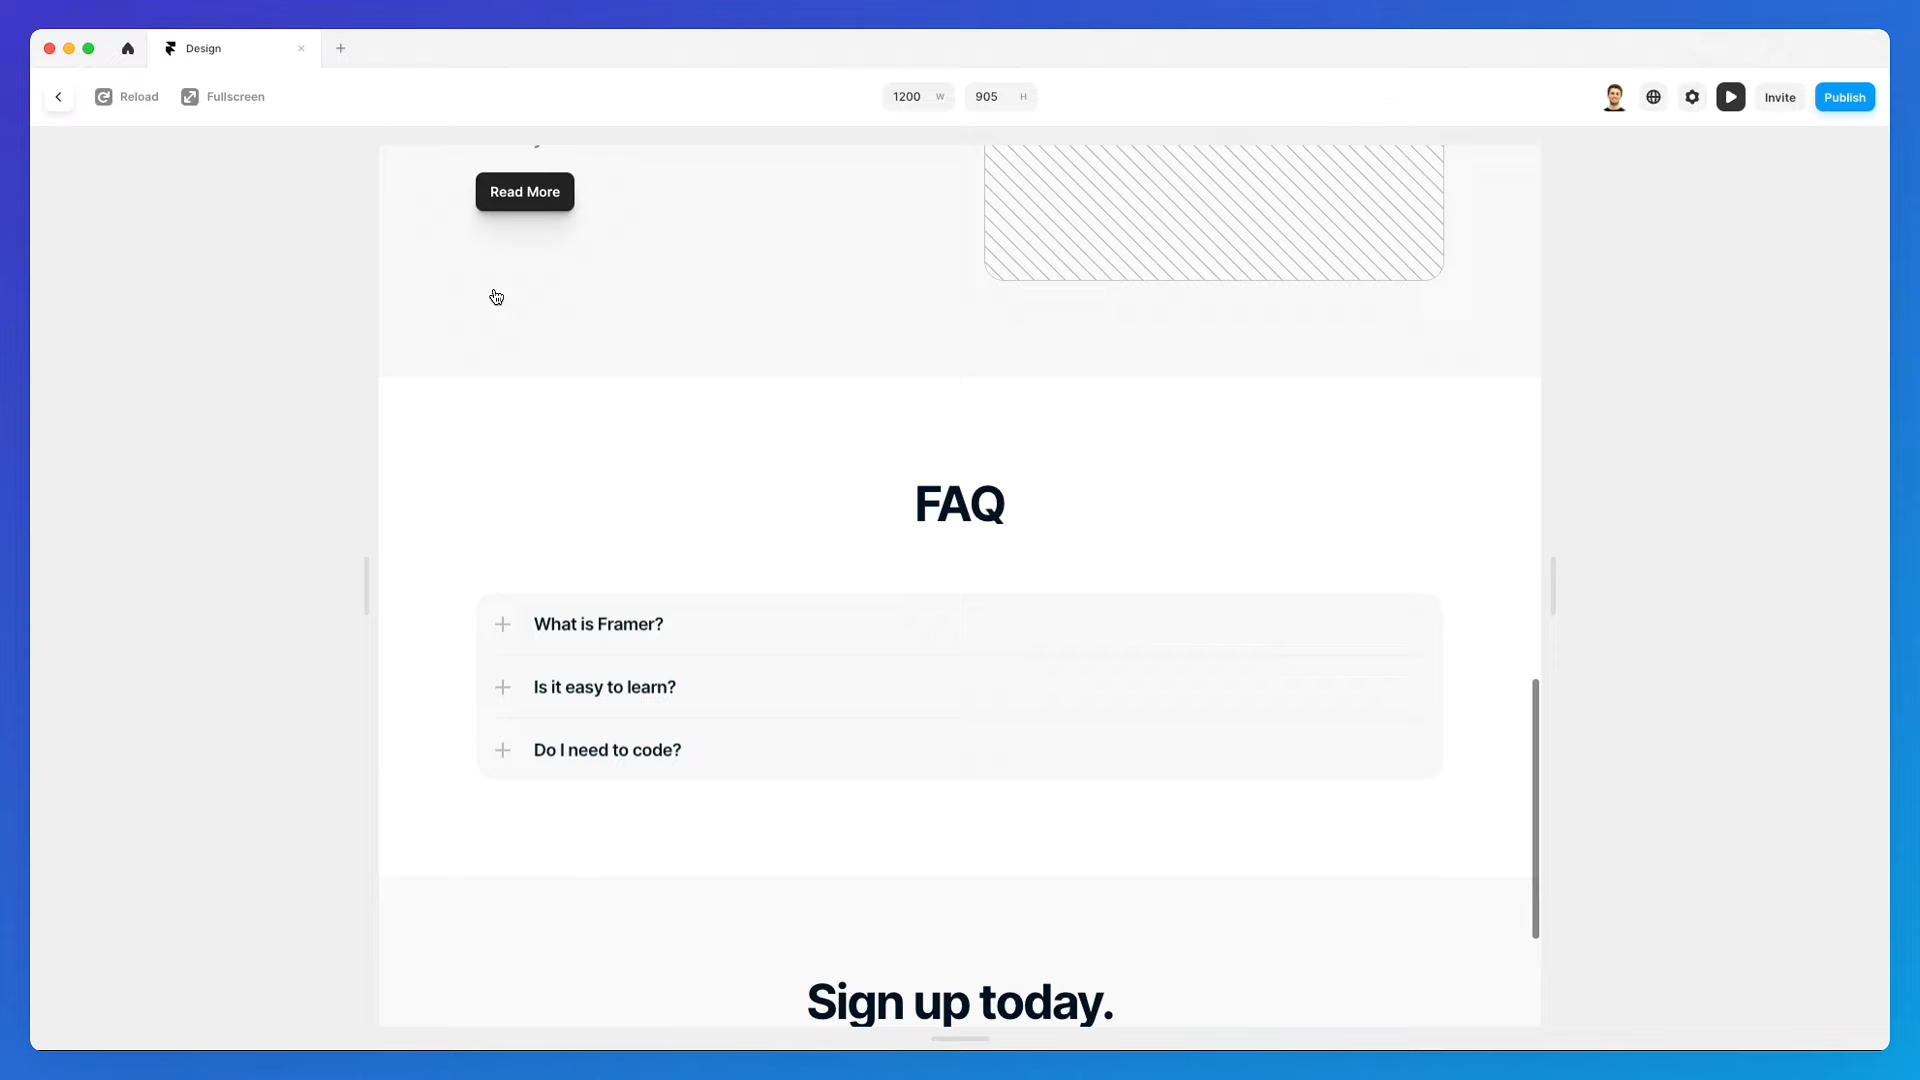 Design
Reload
Fullscreen
1200 W
905 H
Invite
Publish
Read More
FAQ
What is Framer?
Is it easy to learn?
Do I need to code?
Sign up today.